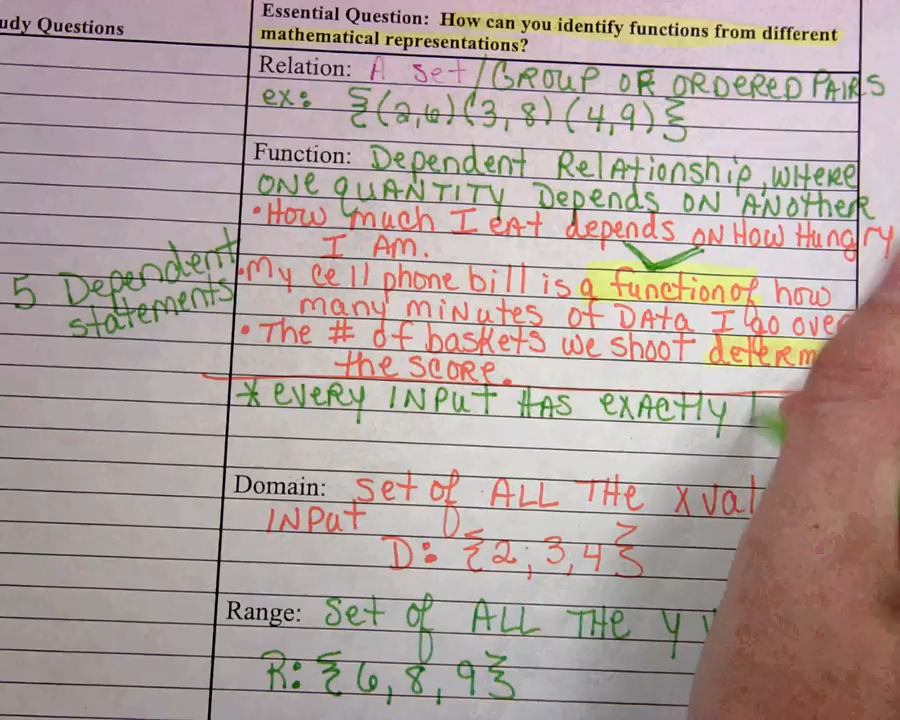 udy Questions
Essential Question: How can you identify functions from different
mathematical representations?
Relation: A set / GROUP OF ORDERED PAIRS
ex: {(2,6)(3,8)(4,9)}
Function: Dependent Relationship, WHERE
ONE QUANTITY Depends ON ANOTHER
• How much I eat depends ON How Hungry
I AM.
• My cell phone bill is a function of how
many minutes of DATA I go over
• The # of baskets we shoot determ
the score.
5 Dependent
statements
* EVERY INPUT HAS EXACTLY
Domain: set of ALL THE x val
INPUT
D: {2, 3, 4}
Range: set of ALL THE y v
R: {6, 8, 9}